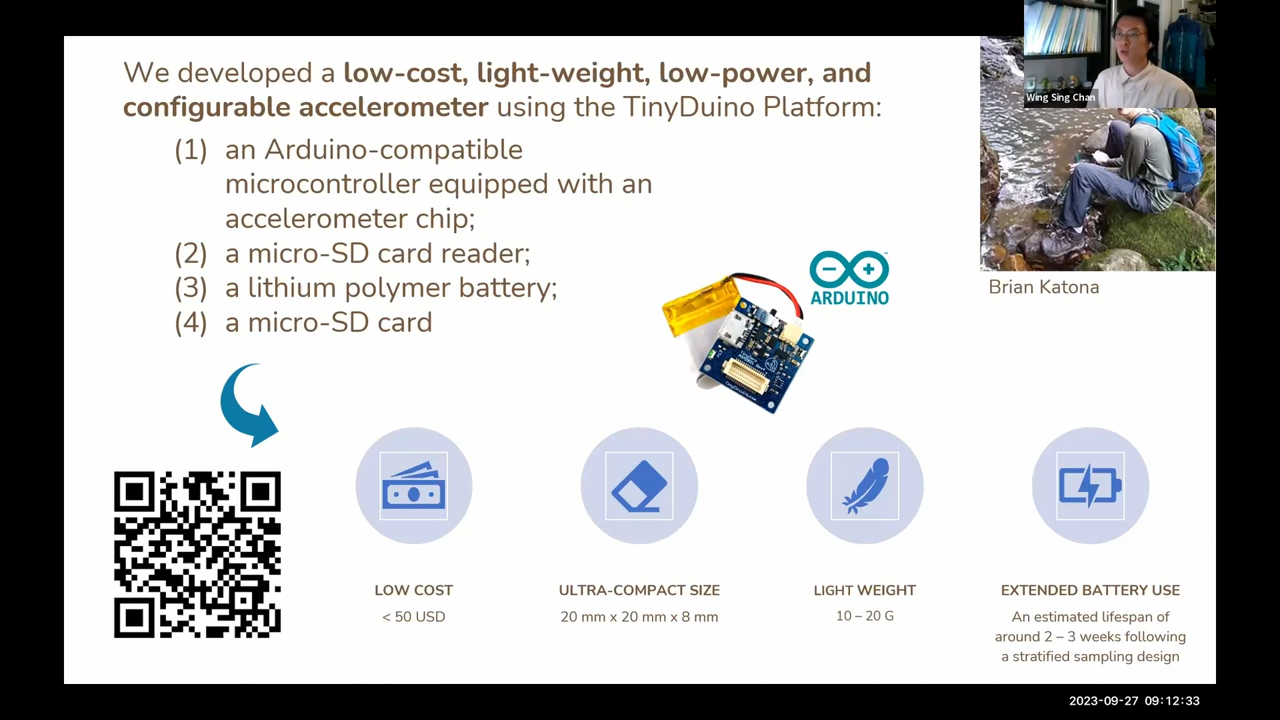 We developed a low-cost, light-weight, low-power, and
configurable accelerometer using the TinyDuino Platform:
(1) an Arduino-compatible
microcontroller equipped with an
accelerometer chip;
(2) a micro-SD card reader;
(3) a lithium polymer battery;
(4) a micro-SD card
Wing Sing Chan
Brian Katona
ARDUINO
LOW COST
< 50 USD
ULTRA-COMPACT SIZE
20 mm x 20 mm x 8 mm
LIGHT WEIGHT
10 – 20 G
EXTENDED BATTERY USE
An estimated lifespan of
around 2 – 3 weeks following
a stratified sampling design
2023-09-27 09:12:33